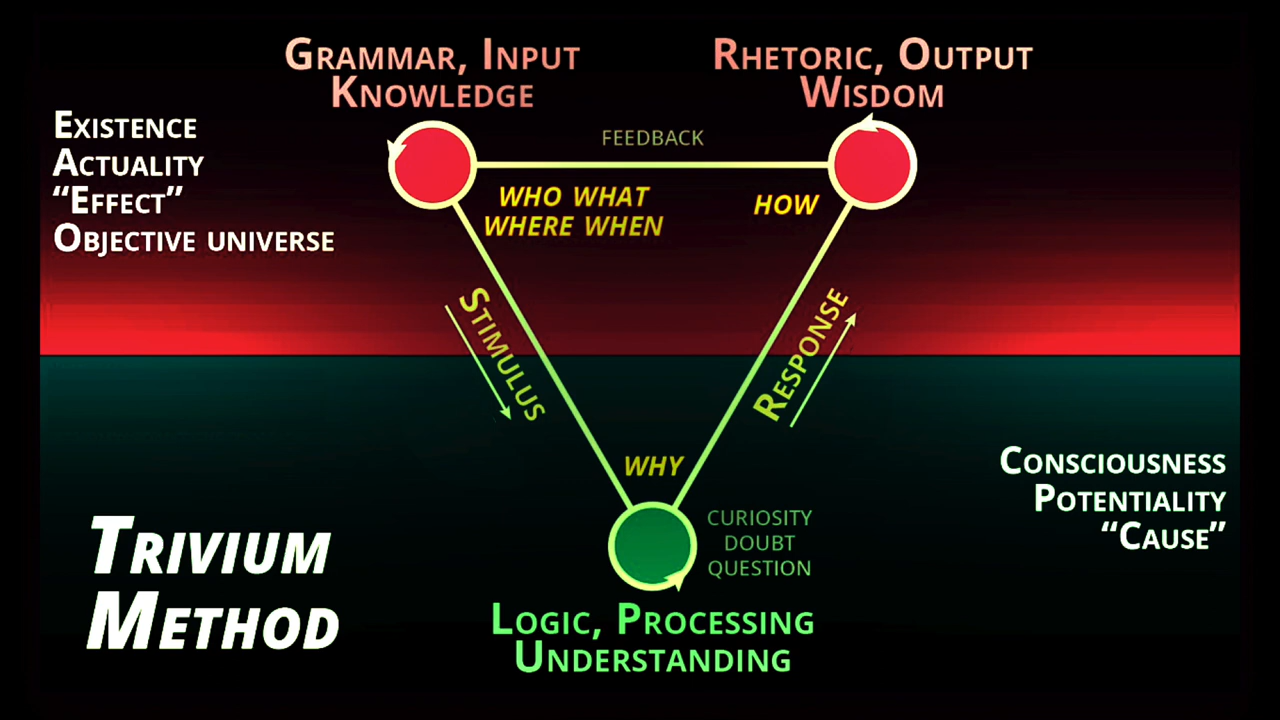 Grammar, Input
Knowledge
Rhetoric, Output
Wisdom
Existence
Actuality
“Effect”
Objective universe
FEEDBACK
WHO WHAT
WHERE WHEN
HOW
Stimulus
Response
WHY
CURIOSITY
DOUBT
QUESTION
Consciousness
Potentiality
“Cause”
Trivium
Method
Logic, Processing
Understanding